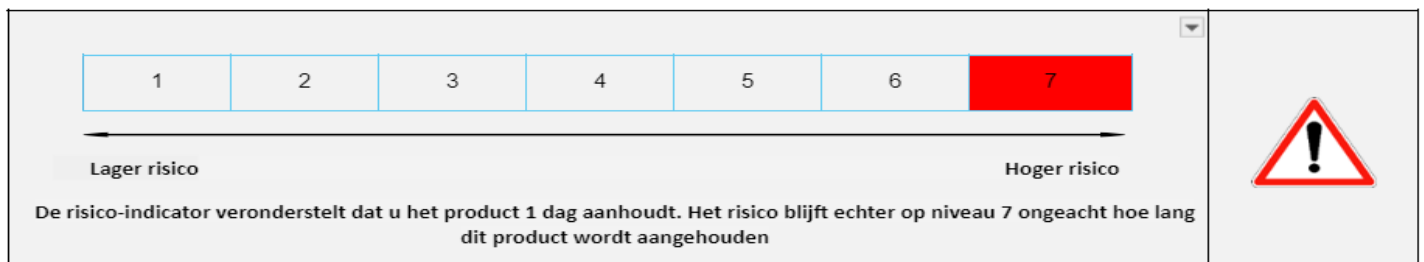 1 2 3 4 5 6 7
Lager risico Hoger risico
De risico-indicator veronderstelt dat u het product 1 dag aanhoudt. Het risico blijft echter op niveau 7 ongeacht hoe lang
dit product wordt aangehouden